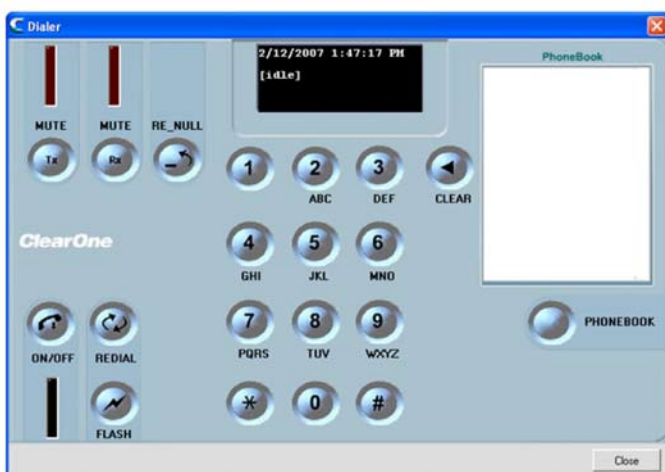 Dialer
2/12/2007 1:47:17 PM
[idle]
PhoneBook
MUTE MUTE RE_NULL
Tx Rx
1 2 3
ABC DEF CLEAR
ClearOne
4 5 6
GHI JKL MNO
7 8 9
PQRS TUV WXYZ
PHONEBOOK
ON/OFF REDIAL
* 0 #
FLASH
Close